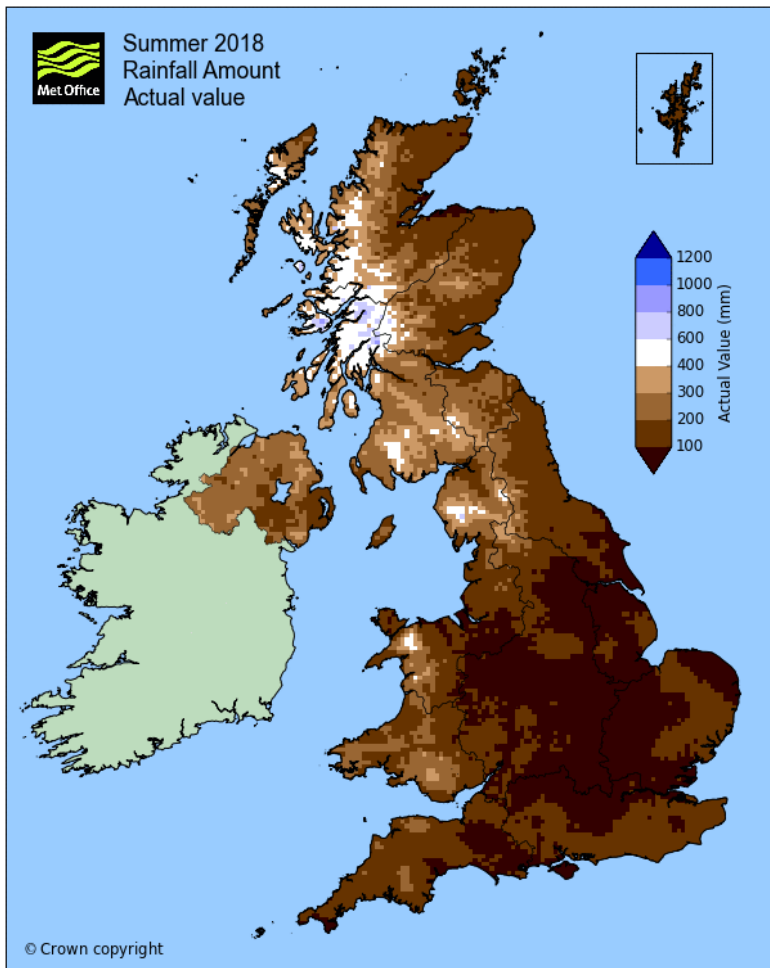 Met Office
Summer 2018
Rainfall Amount
Actual value
1200
1000
800
600
400
300
200
100
Actual Value (mm)
© Crown copyright